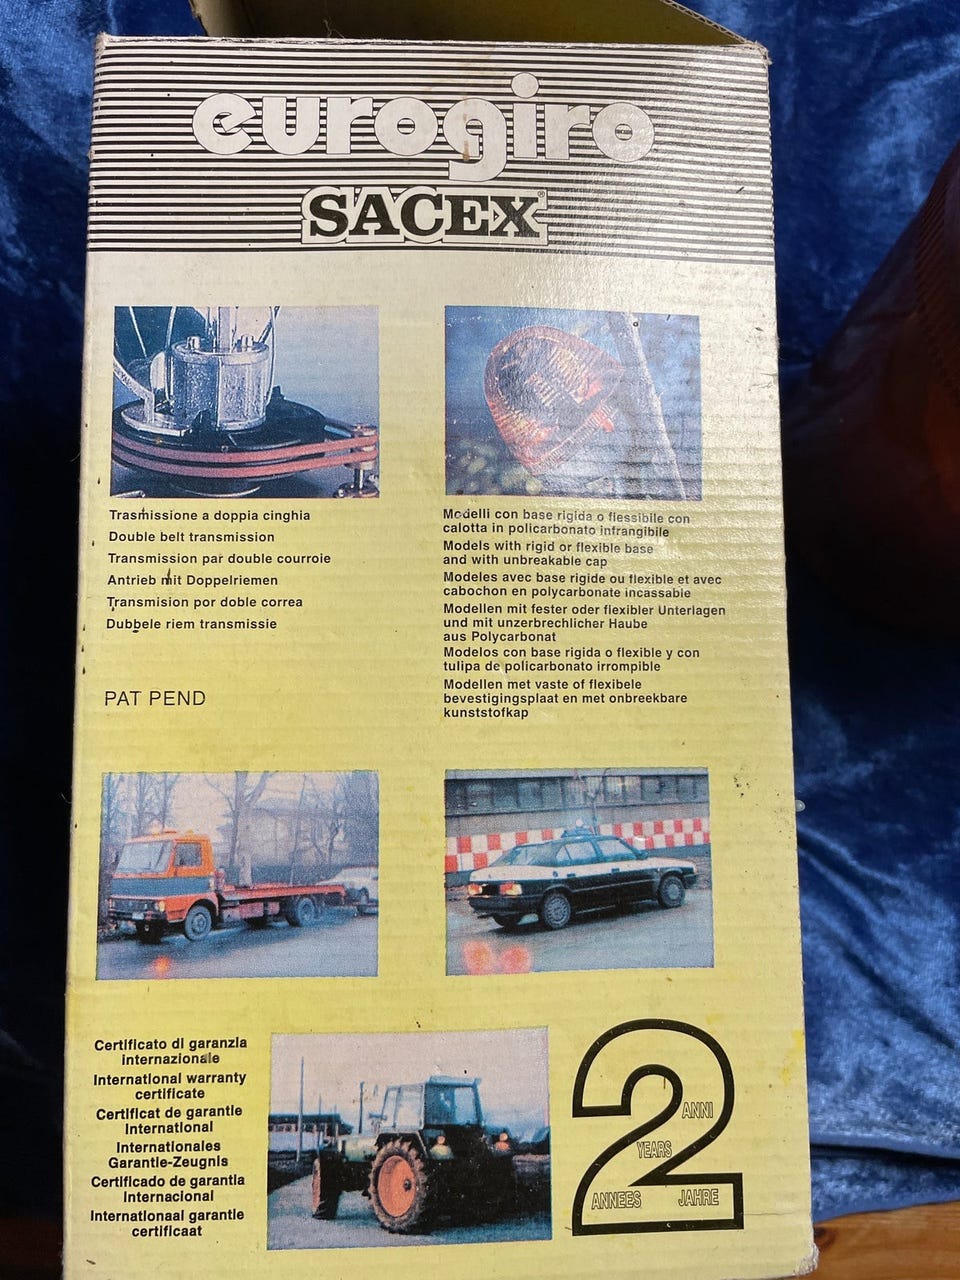 eurogiro
SACEX®
Trasmissione a doppia cinghia
Double belt transmission
Transmission par double courroie
Antrieb mit Doppelriemen
Transmision por doble correa
Dubbele riem transmissie
PAT PEND
Modelli con base rigida o flessibile con
calotta in policarbonato infrangibile
Models with rigid or flexible base
and with unbreakable cap
Modeles avec base rigide ou flexible et avec
cabochon en polycarbonate incassable
Modellen mit fester oder flexibler Unterlagen
und mit unzerbrechlicher Haube
aus Polycarbonat
Modelos con base rigida o flexible y con
tulipa de policarbonato irrompible
Modellen met vaste of flexibele
bevestigingsplaat en met onbreekbare
kunststofkap
Certificato di garanzia
internazionale
International warranty
certificate
Certificat de garantie
International
Internationales
Garantie-Zeugnis
Certificado de garantia
Internacional
Internationaal garantie
certificaat
2
ANNI
YEARS
ANNEES JAHRE